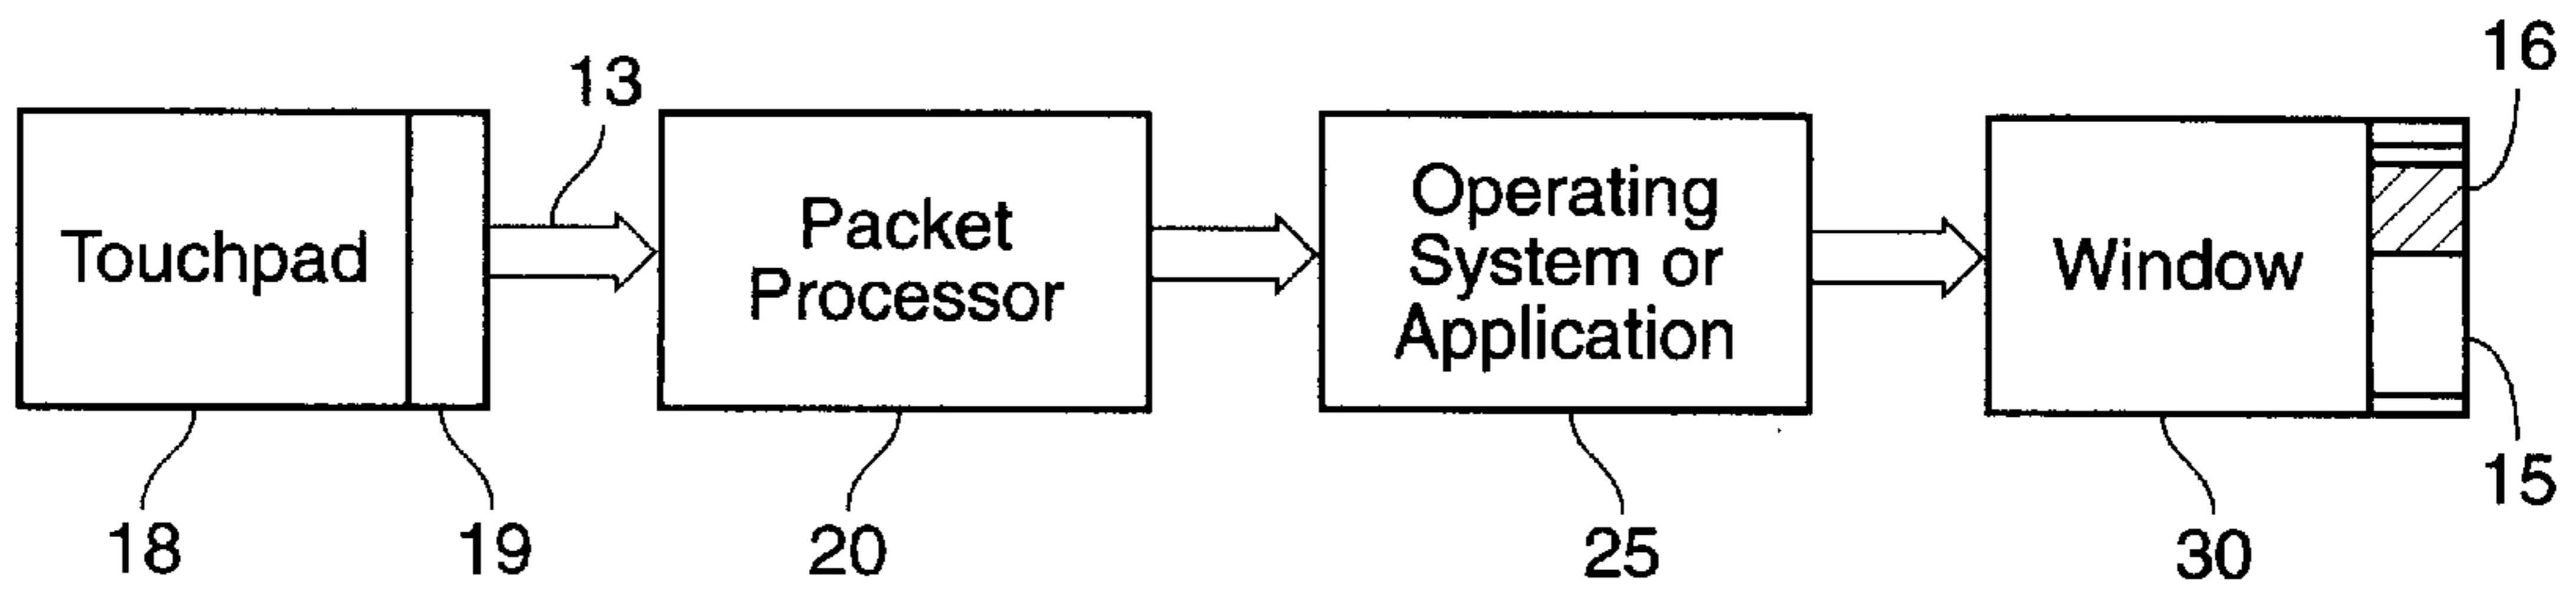 16
13
Touchpad
Packet
Processor
Operating
System or
Application
Window
15
18
19
20
25
30